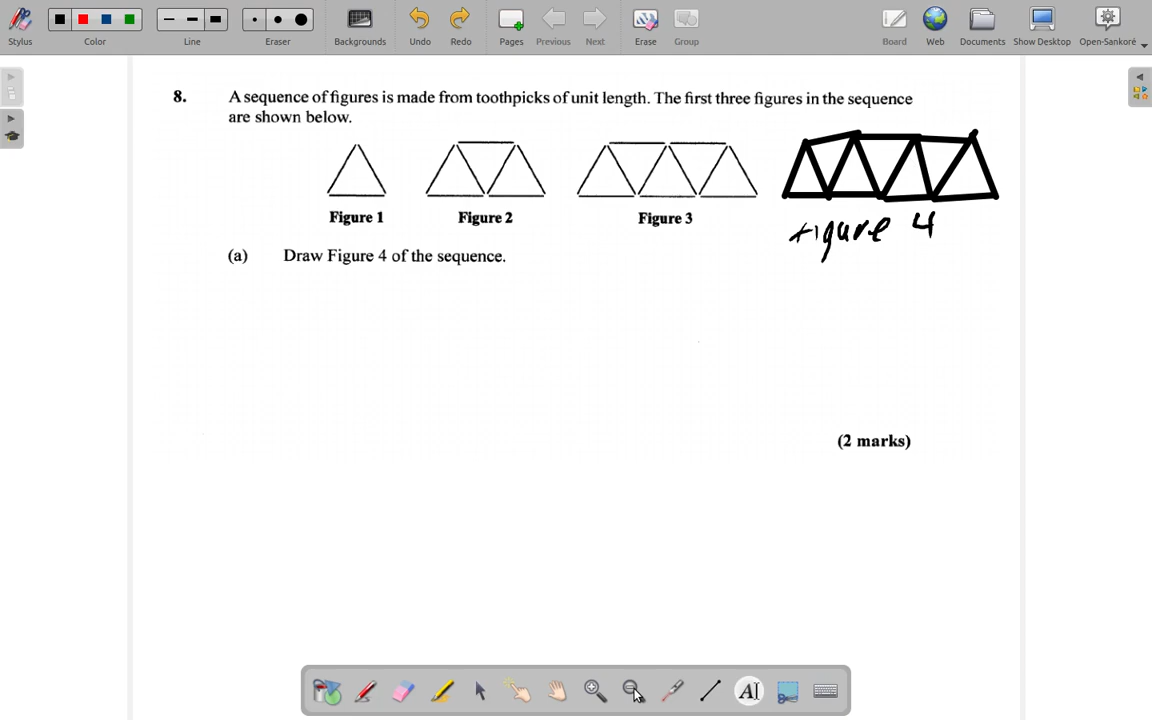 Stylus
Color
Line
Eraser
Backgrounds
Undo
Redo
Pages
Previous
Next
Erase
Group
Board
Web
Documents
Show Desktop
Open-Sankoré
8. A sequence of figures is made from toothpicks of unit length. The first three figures in the sequence
are shown below.
Figure 1
Figure 2
Figure 3
Figure 4
(a) Draw Figure 4 of the sequence.
(2 marks)
A